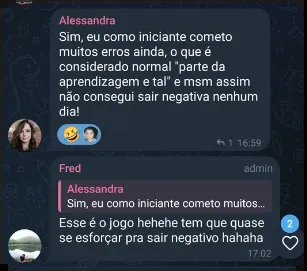 Alessandra
Sim, eu como iniciante cometo
muitos erros ainda, o que é
considerado normal "parte da
aprendizagem e tal" e msm assim
não consegui sair negativa nenhum
dia!
1 16:59
Fred admin
Alessandra
Sim, eu como iniciante cometo muitos...
Esse é o jogo hehehe tem que quase
se esforçar pra sair negativo hahaha
17:02
2